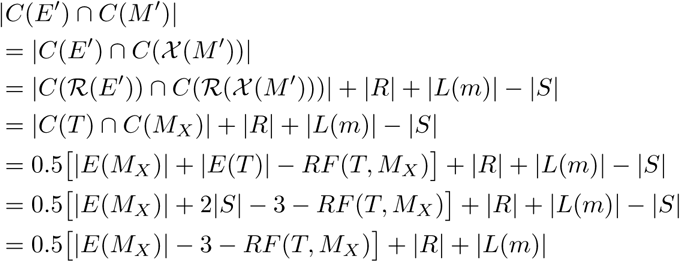 |C(E′) ∩ C(M′)|
= |C(E′) ∩ C(𝒳(M′))|
= |C(ℛ(E′)) ∩ C(ℛ(𝒳(M′)))| + |R| + |L(m)| − |S|
= |C(T) ∩ C(M_X)| + |R| + |L(m)| − |S|
= 0.5[|E(M_X)| + |E(T)| − RF(T, M_X)] + |R| + |L(m)| − |S|
= 0.5[|E(M_X)| + 2|S| − 3 − RF(T, M_X)] + |R| + |L(m)| − |S|
= 0.5[|E(M_X)| − 3 − RF(T, M_X)] + |R| + |L(m)|